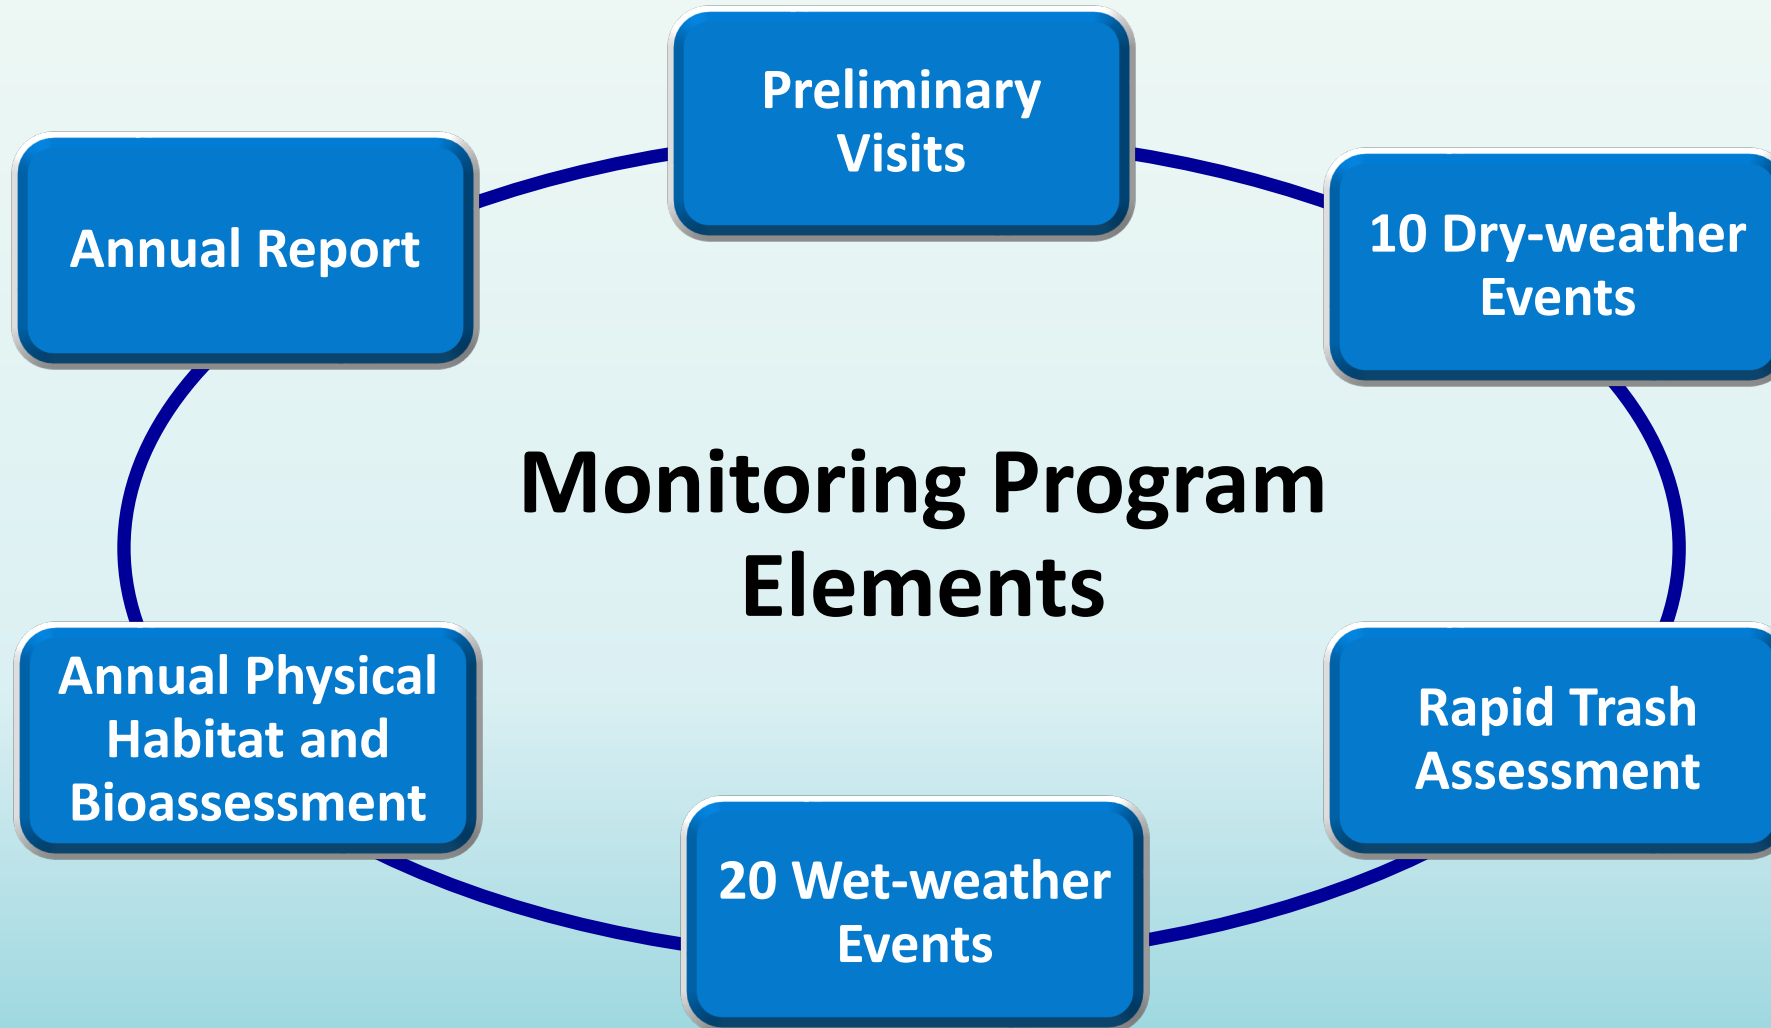 Preliminary
Visits
10 Dry-weather
Events
Rapid Trash
Assessment
20 Wet-weather
Events
Annual Physical
Habitat and
Bioassessment
Annual Report
Monitoring Program
Elements